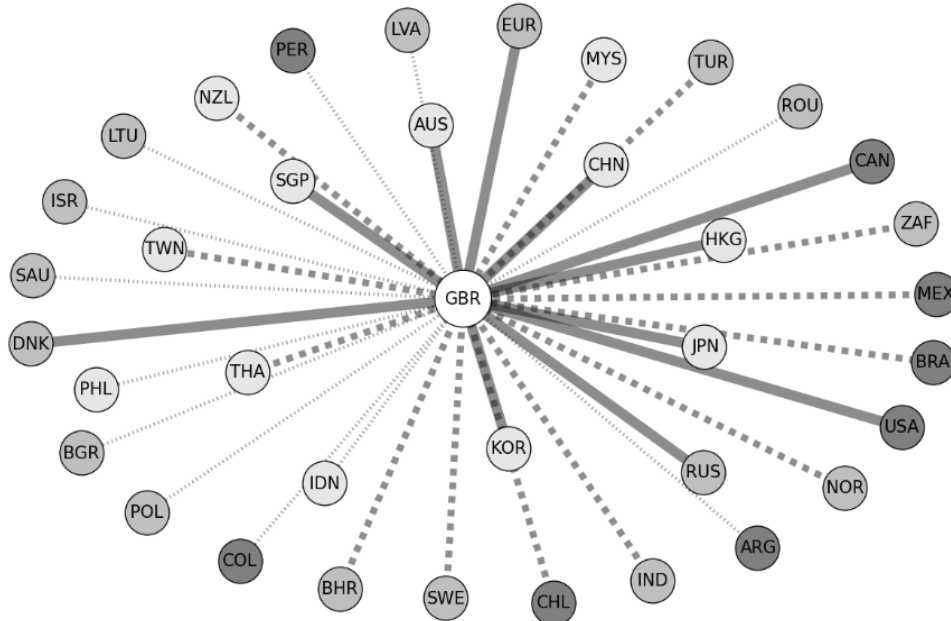 LVA
EUR
PER
MYS
TUR
NZL
ROU
AUS
LTU
CHN
CAN
SGP
ISR
ZAF
TWN
HKG
SAU
GBR
MEX
DNK
JPN
BRA
THA
PHL
USA
KOR
BGR
RUS
IDN
NOR
POL
ARG
COL
BHR
SWE
CHL
IND